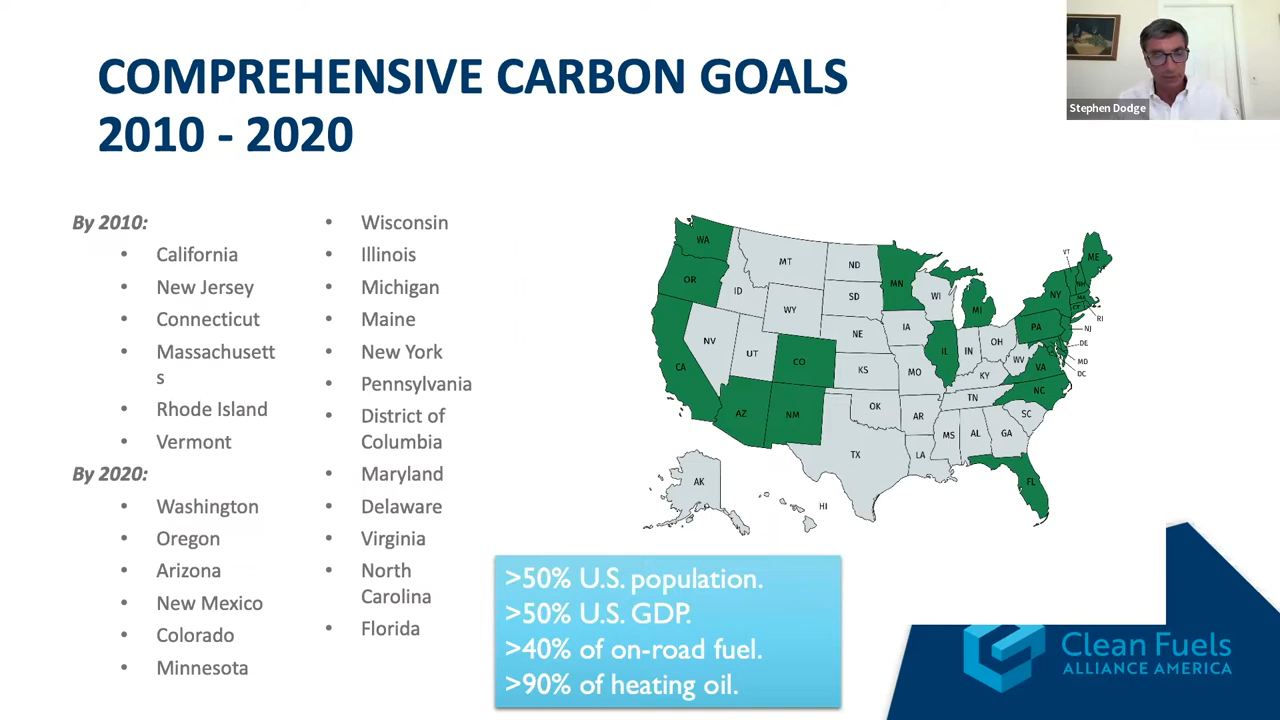 COMPREHENSIVE CARBON GOALS
2010 - 2020
Stephen Dodge
By 2010:
• California
• New Jersey
• Connecticut
• Massachusett
s
• Rhode Island
• Vermont
By 2020:
• Washington
• Oregon
• Arizona
• New Mexico
• Colorado
• Minnesota
• Wisconsin
• Illinois
• Michigan
• Maine
• New York
• Pennsylvania
• District of
Columbia
• Maryland
• Delaware
• Virginia
• North
Carolina
• Florida
WA
MT
ND
MN
VT
ME
OR
ID
SD
WI
MI
NY
NH
MA
CT
RI
WY
IA
PA
NJ
NV
NE
IL
IN
OH
DE
UT
CO
WV
MD
CA
KS
MO
KY
VA
DC
AZ
NM
OK
AR
TN
NC
SC
MS
AL
GA
TX
LA
AK
HI
FL
>50% U.S. population.
>50% U.S. GDP.
>40% of on-road fuel.
>90% of heating oil.
Clean Fuels
ALLIANCE AMERICA